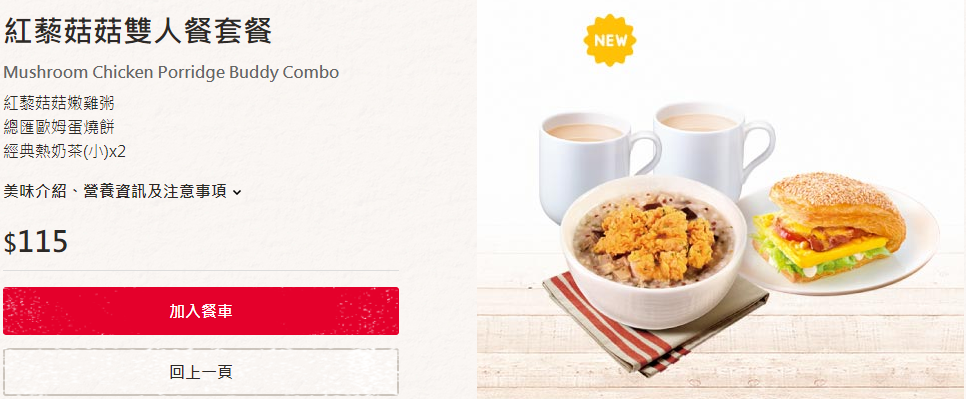 紅藜菇菇雙人餐套餐
Mushroom Chicken Porridge Buddy Combo
紅藜菇菇嫩雞粥
總匯歐姆蛋燒餅
經典熱奶茶(小)x2
美味介紹、營養資訊及注意事項
$115
加入餐車
回上一頁
NEW